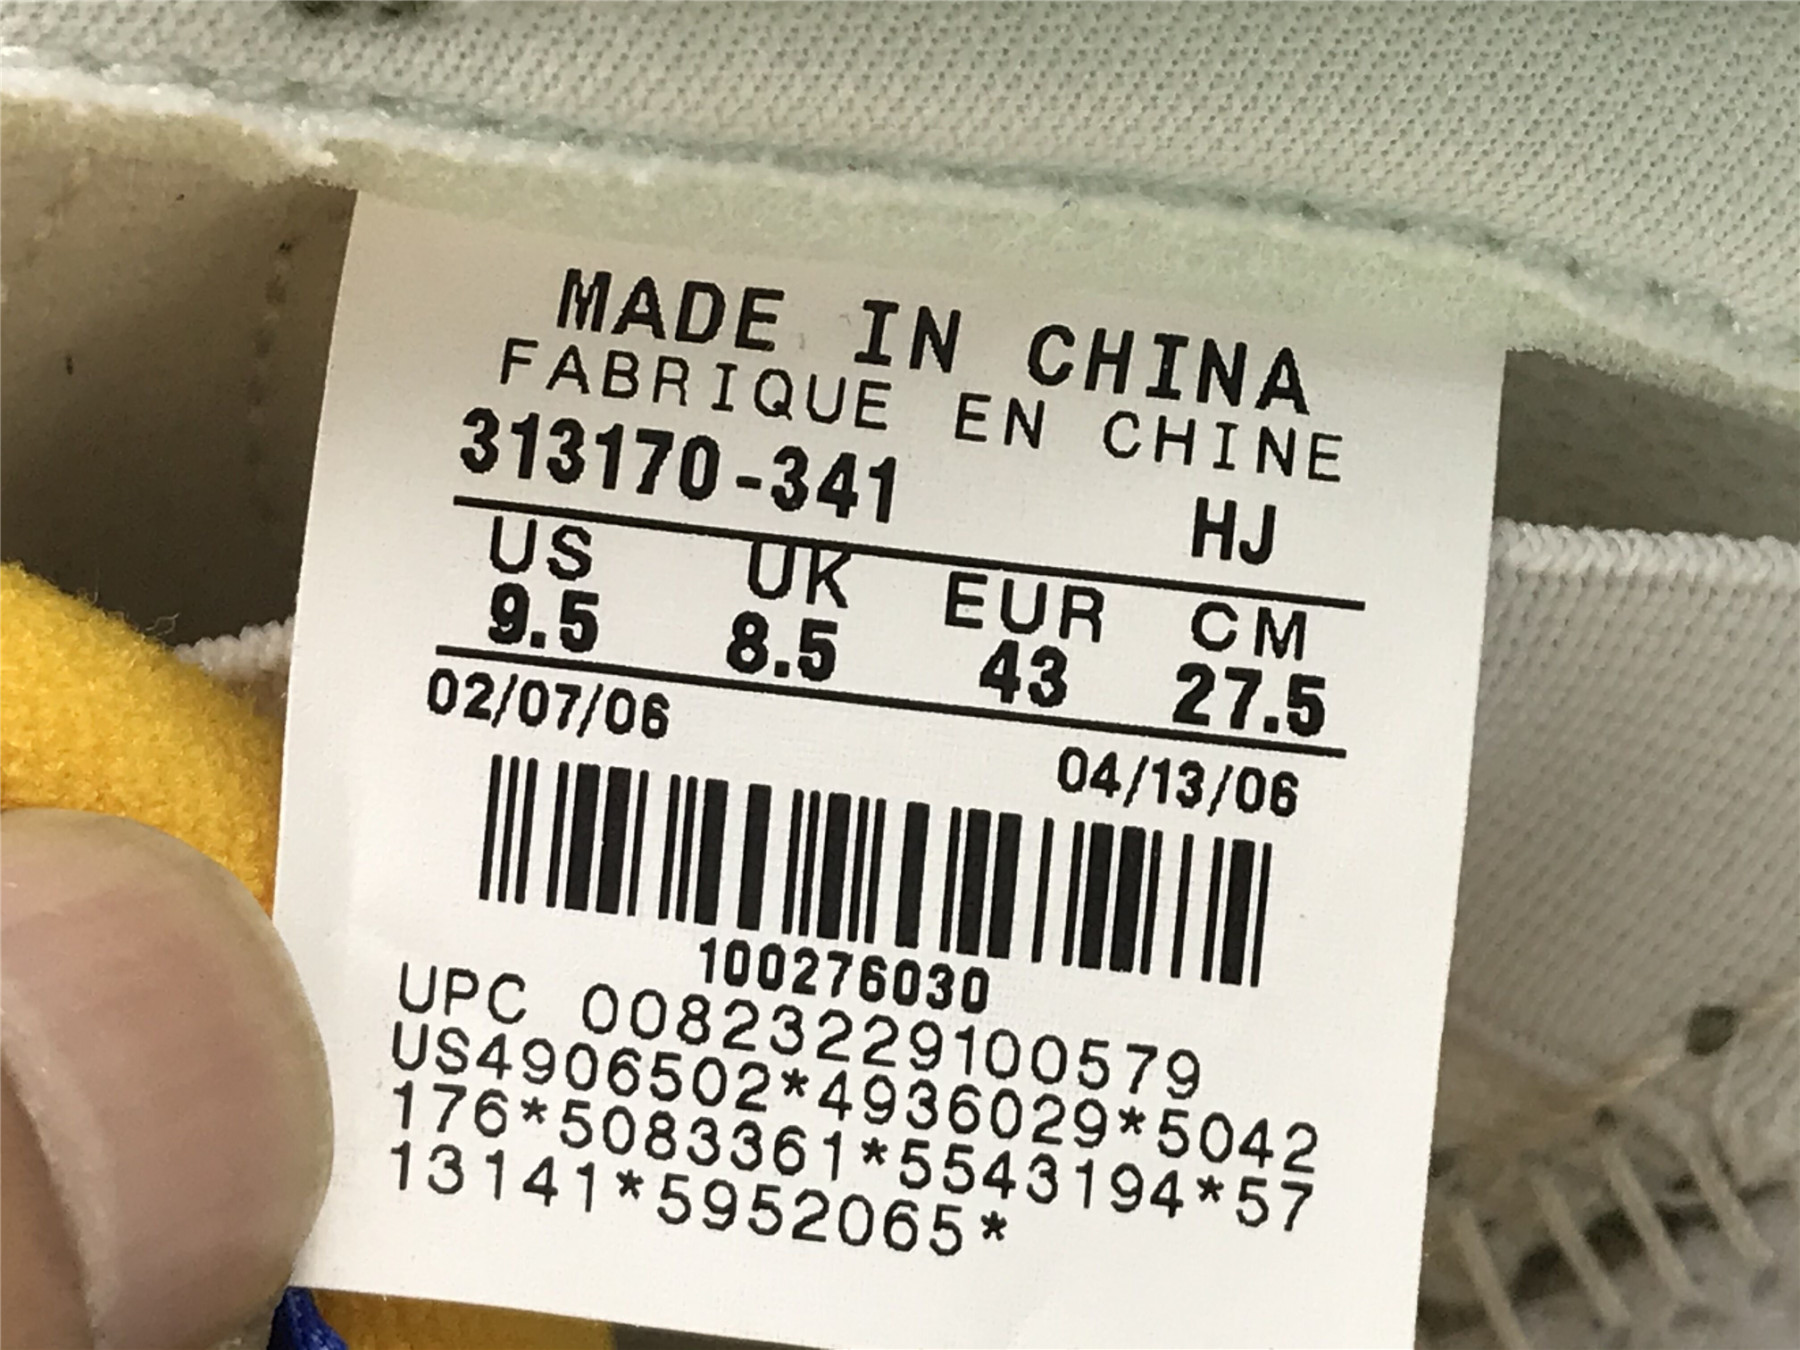 MADE IN CHINA
FABRIQUE EN CHINE
313170-341 HJ
US UK EUR CM
9.5 8.5 43 27.5
02/07/06 04/13/06
100276030
UPC 00823229100579
US4906502*4936029*5042
176*5083361*5543194*57
13141*5952065*